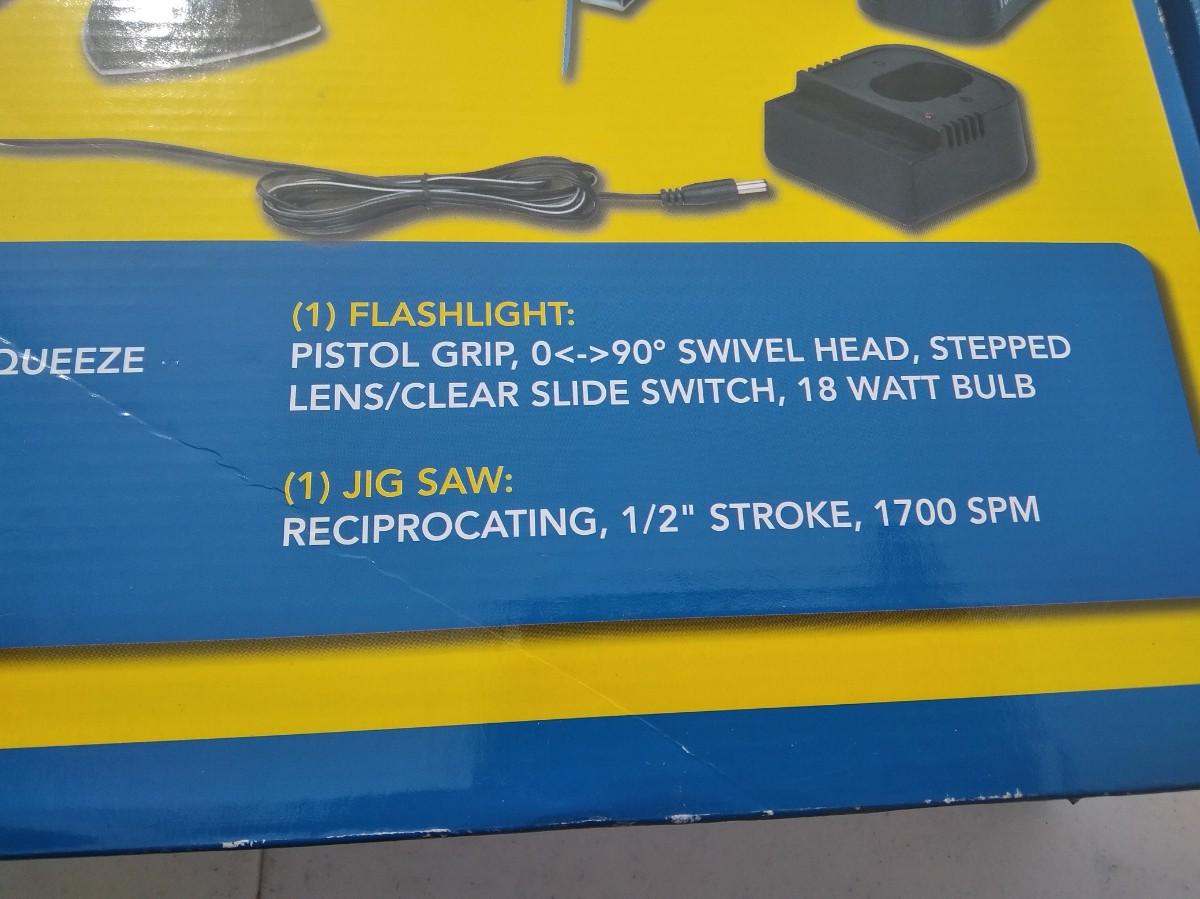 (1) FLASHLIGHT:
PISTOL GRIP, 0<->90° SWIVEL HEAD, STEPPED
LENS/CLEAR SLIDE SWITCH, 18 WATT BULB
(1) JIG SAW:
RECIPROCATING, 1/2" STROKE, 1700 SPM